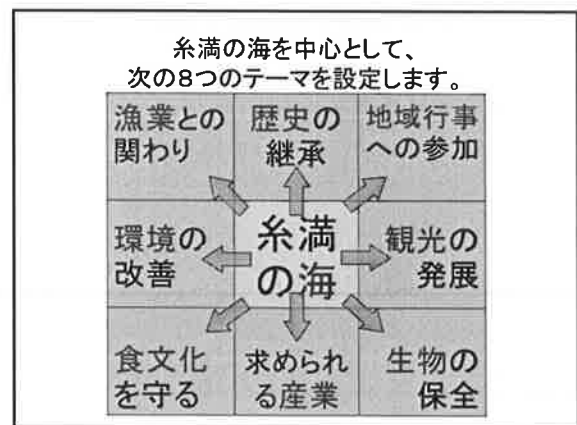 糸満の海を中心として、
次の8つのテーマを設定します。
漁業との
関わり
歴史の
継承
地域行事
への参加
環境の
改善
糸満
の海
観光の
発展
食文化
を守る
求められ
る産業
生物の
保全